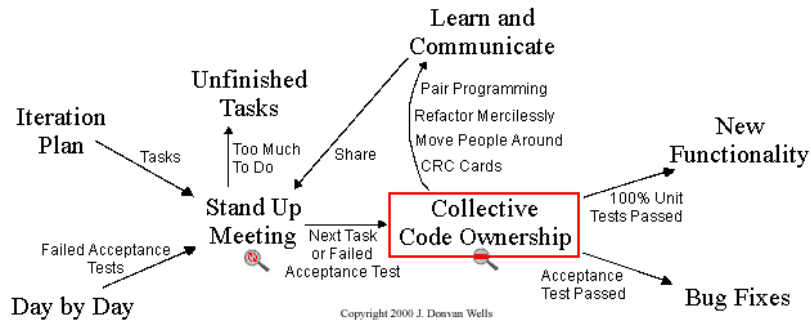 Learn and
Communicate
Unfinished
Tasks
Pair Programming
Refactor Mercilessly
Move People Around
CRC Cards
Iteration
Plan
Tasks
Too Much
To Do
Share
New
Functionality
Stand Up
Meeting
Next Task
or Failed
Acceptance Test
Collective
Code Ownership
100% Unit
Tests Passed
Failed Acceptance
Tests
Acceptance
Test Passed
Day by Day
Bug Fixes
Copyright 2000 J. Donvan Wells